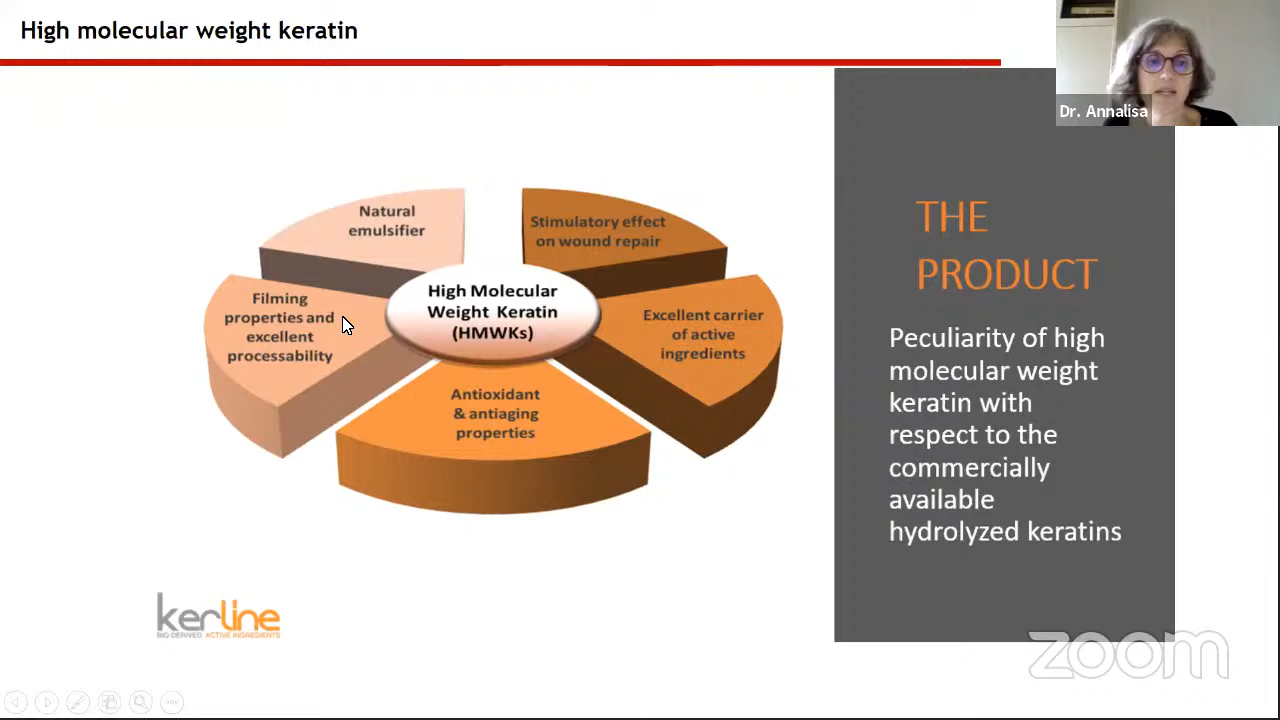 High molecular weight keratin
Dr. Annalisa
Natural
emulsifier
Stimulatory effect
on wound repair
Filming
properties and
excellent
processability
High Molecular
Weight Keratin
(HMWKs)
Excellent carrier
of active
ingredients
Antioxidant
& antiaging
properties
THE
PRODUCT
Peculiarity of high
molecular weight
keratin with
respect to the
commercially
available
hydrolyzed keratins
kerline
BIO DERIVED ACTIVE INGREDIENTS
zoom